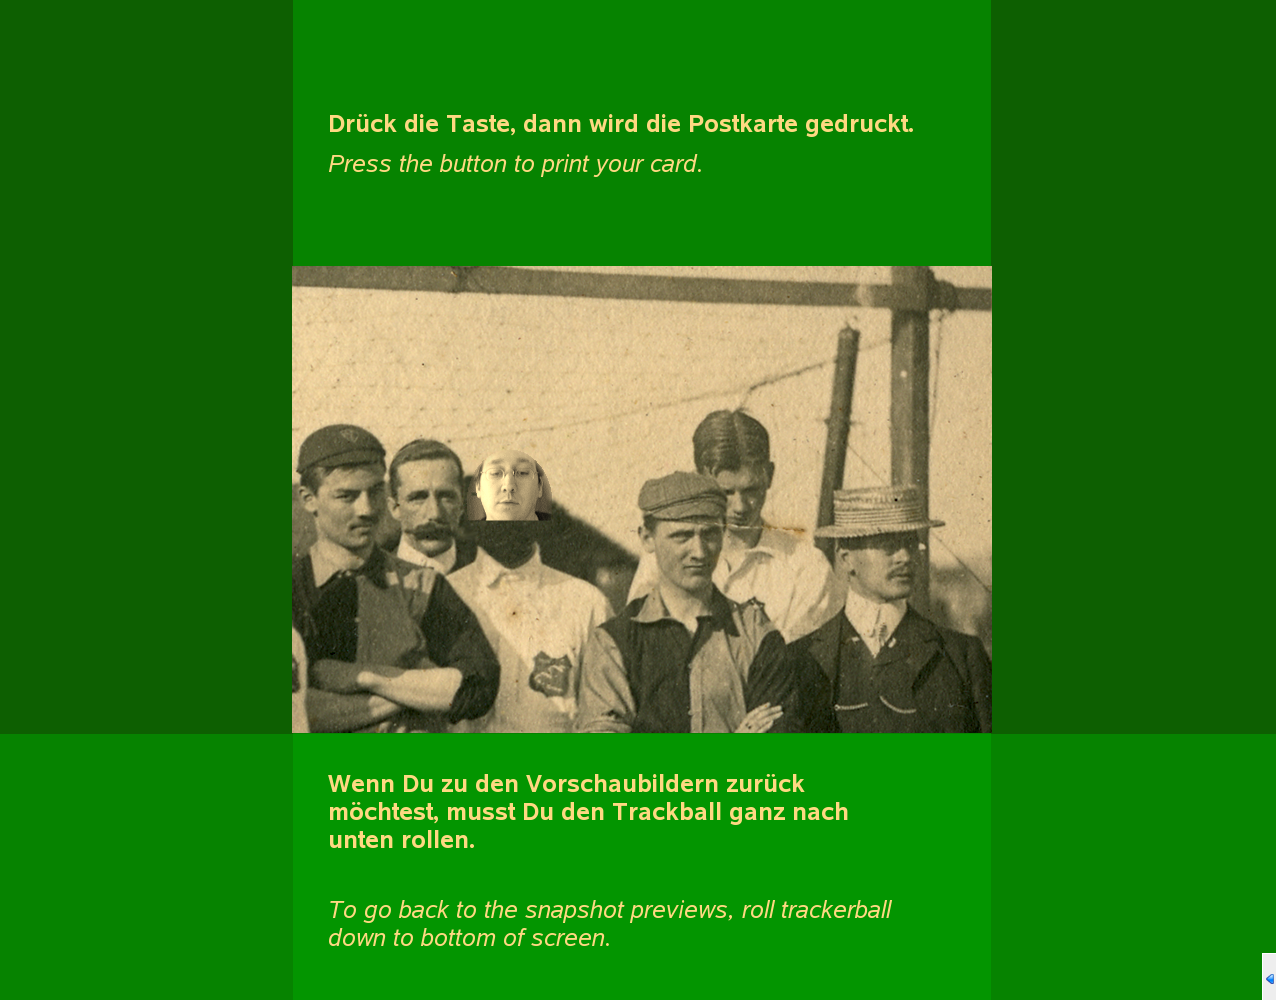 Drück die Taste, dann wird die Postkarte gedruckt.
Press the button to print your card.
Wenn Du zu den Vorschaubildern zurück
möchtest, musst Du den Trackball ganz nach
unten rollen.
To go back to the snapshot previews, roll trackerball
down to bottom of screen.